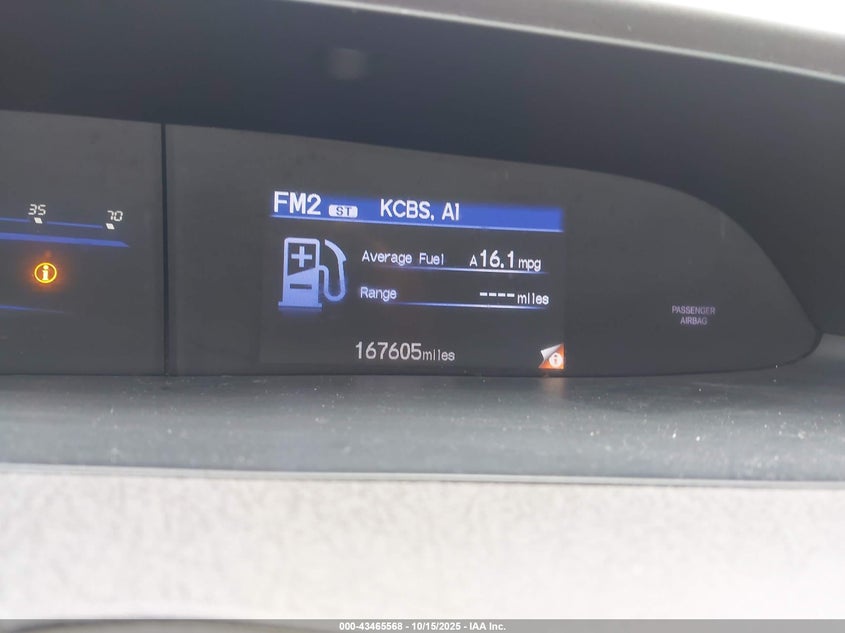 35 70
FM2 ST KCBS, Al
Average Fuel A16.1mpg
Range ----miles
167605miles
PASSENGER
AIRBAG
000-43465568 - 10/15/2025 - IAA Inc.